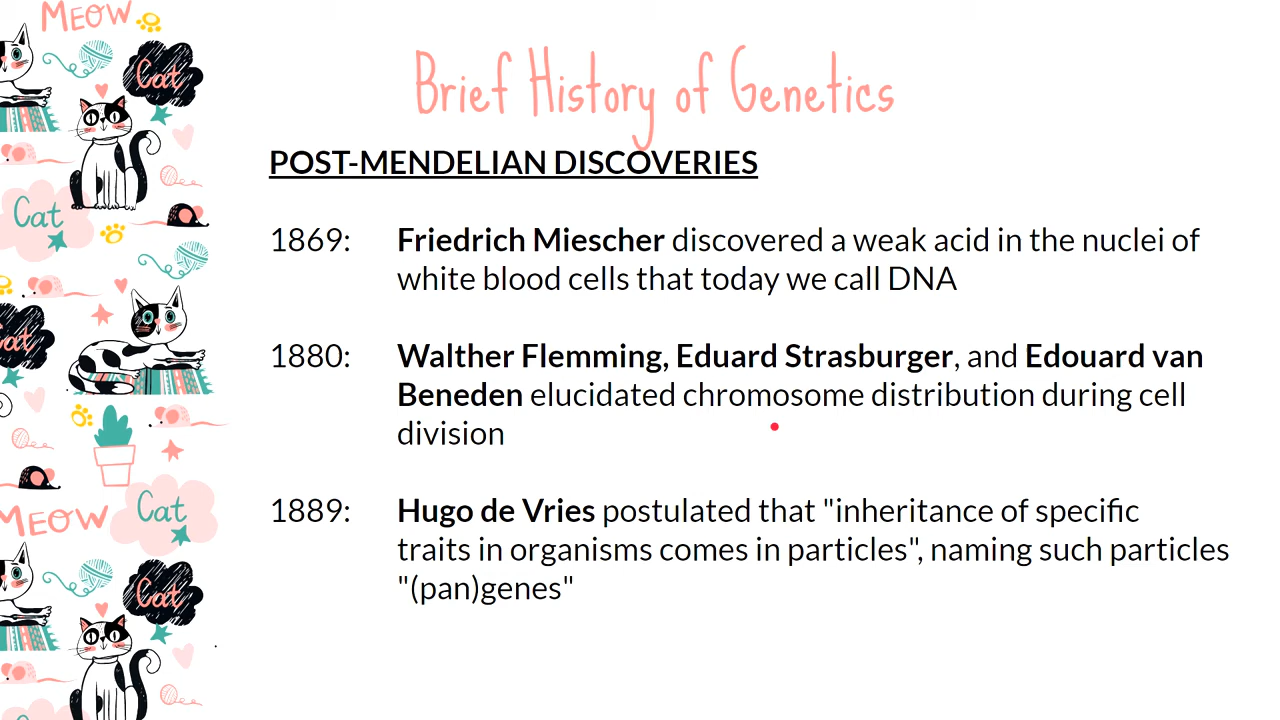 MEOW
Cat
Cat
Cat
MEOW
Cat
Cat
Brief History of Genetics
POST-MENDELIAN DISCOVERIES
1869: Friedrich Miescher discovered a weak acid in the nuclei of
white blood cells that today we call DNA
1880: Walther Flemming, Eduard Strasburger, and Edouard van
Beneden elucidated chromosome distribution during cell
division
1889: Hugo de Vries postulated that "inheritance of specific
traits in organisms comes in particles", naming such particles
"(pan)genes"